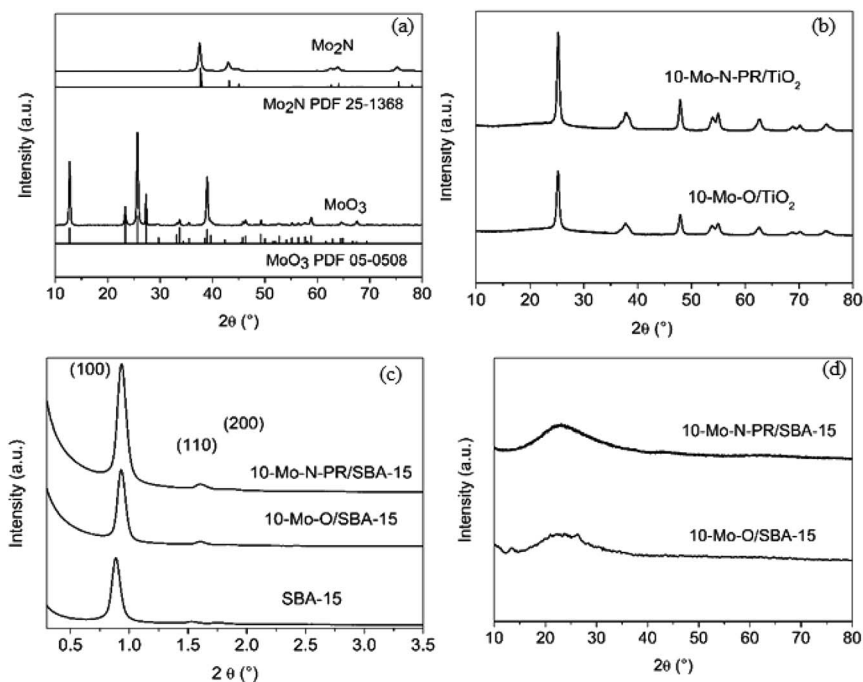 (a)
Mo₂N
Mo₂N PDF 25-1368
MoO₃
MoO₃ PDF 05-0508
Intensity (a.u.)
10 20 30 40 50 60 70 80
2θ (°)
(b)
10-Mo-N-PR/TiO₂
10-Mo-O/TiO₂
Intensity (a.u.)
10 20 30 40 50 60 70 80
2θ (°)
(c)
(100)
(110)
(200)
10-Mo-N-PR/SBA-15
10-Mo-O/SBA-15
SBA-15
Intensity (a.u.)
0.5 1.0 1.5 2.0 2.5 3.0 3.5
2 θ (°)
(d)
10-Mo-N-PR/SBA-15
10-Mo-O/SBA-15
Intensity (a.u.)
10 20 30 40 50 60 70 80
2θ (°)